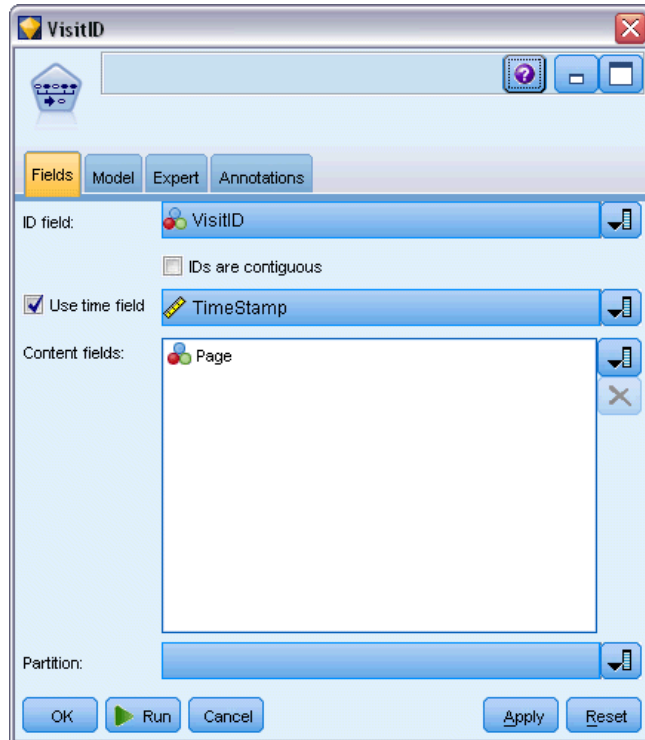 VisitID
?
Fields Model Expert Annotations
ID field: VisitID
IDs are contiguous
Use time field TimeStamp
Content fields: Page
Partition:
OK Run Cancel Apply Reset